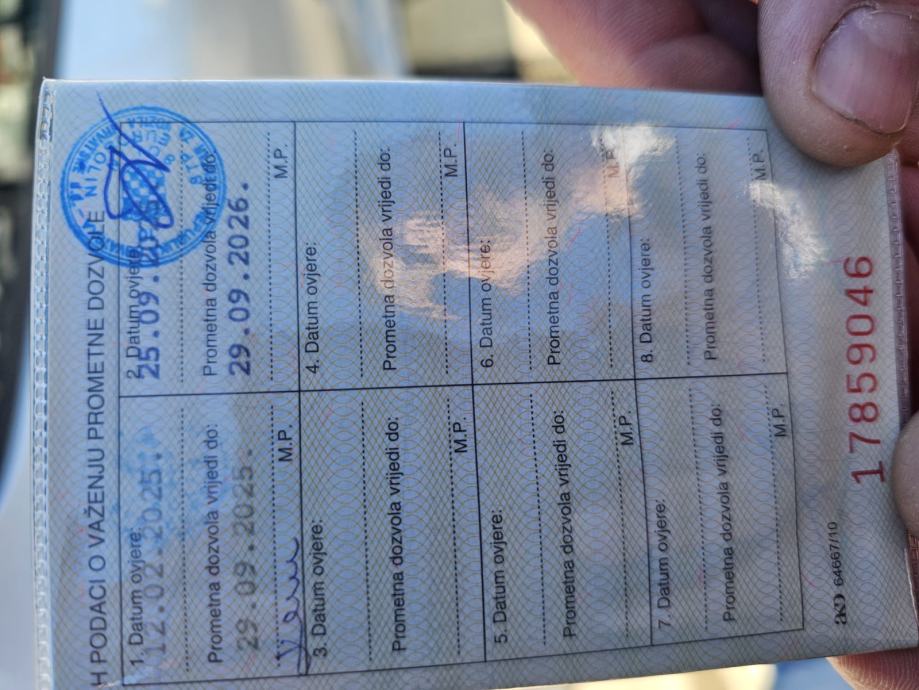 H PODACI O VAŽENJU PROMETNE DOZVOLE
1. Datum ovjere:
12.02.2025.
Prometna dozvola vrijedi do:
29.09.2025.
M.P.
2. Datum ovjere:
25.09.
Prometna dozvola vrijedi do:
29.09.2026.
M.P.
3. Datum ovjere:
Prometna dozvola vrijedi do:
M.P.
4. Datum ovjere:
Prometna dozvola vrijedi do:
M.P.
5. Datum ovjere:
Prometna dozvola vrijedi do:
M.P.
6. Datum ovjere:
Prometna dozvola vrijedi do:
M.P.
7. Datum ovjere:
Prometna dozvola vrijedi do:
M.P.
8. Datum ovjere:
Prometna dozvola vrijedi do:
M.P.
64667/10
17859046